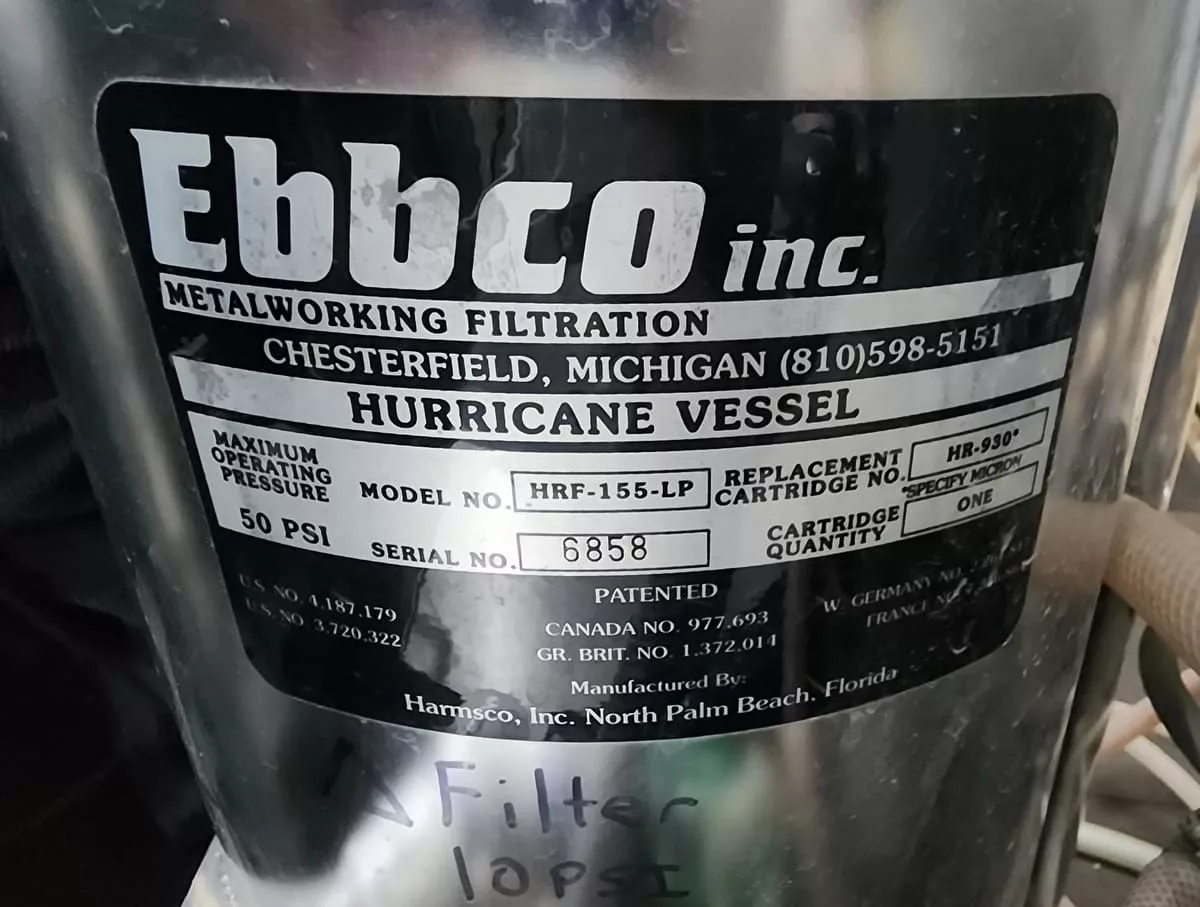 Ebbco inc.
METALWORKING FILTRATION
CHESTERFIELD, MICHIGAN (810)598-5151
HURRICANE VESSEL
MAXIMUM
OPERATING
PRESSURE
50 PSI
MODEL NO. HRF-155-LP
SERIAL NO. 6858
REPLACEMENT
CARTRIDGE NO. HR-930*
*SPECIFY MICRON
CARTRIDGE
QUANTITY ONE
U.S. NO. 4.187.179
U.S. NO 3.720.322
PATENTED
CANADA NO. 977.693
GR. BRIT. NO. 1.372.014
W. GERMANY NO.
FRANCE
Manufactured By:
Harmsco, Inc. North Palm Beach, Florida
Filter
10PSI